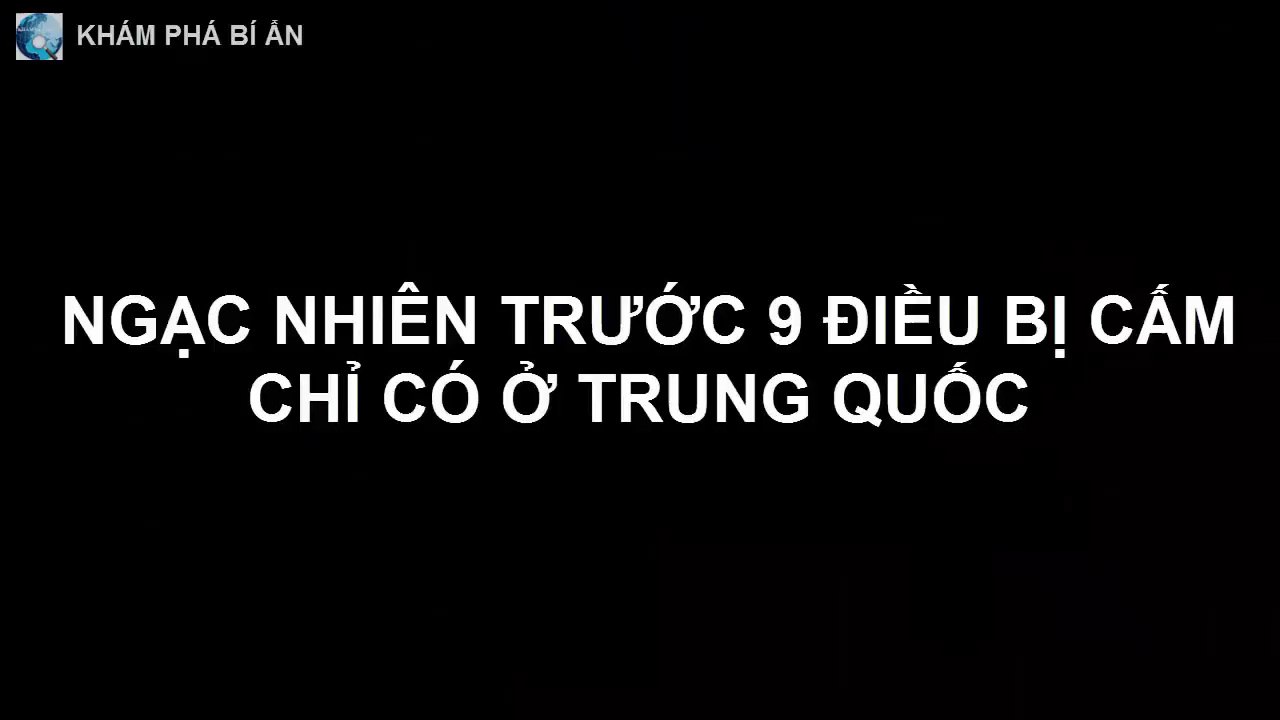 KHÁM PHÁ BÍ ẨN
NGẠC NHIÊN TRƯỚC 9 ĐIỀU BỊ CẤM
CHỈ CÓ Ở TRUNG QUỐC